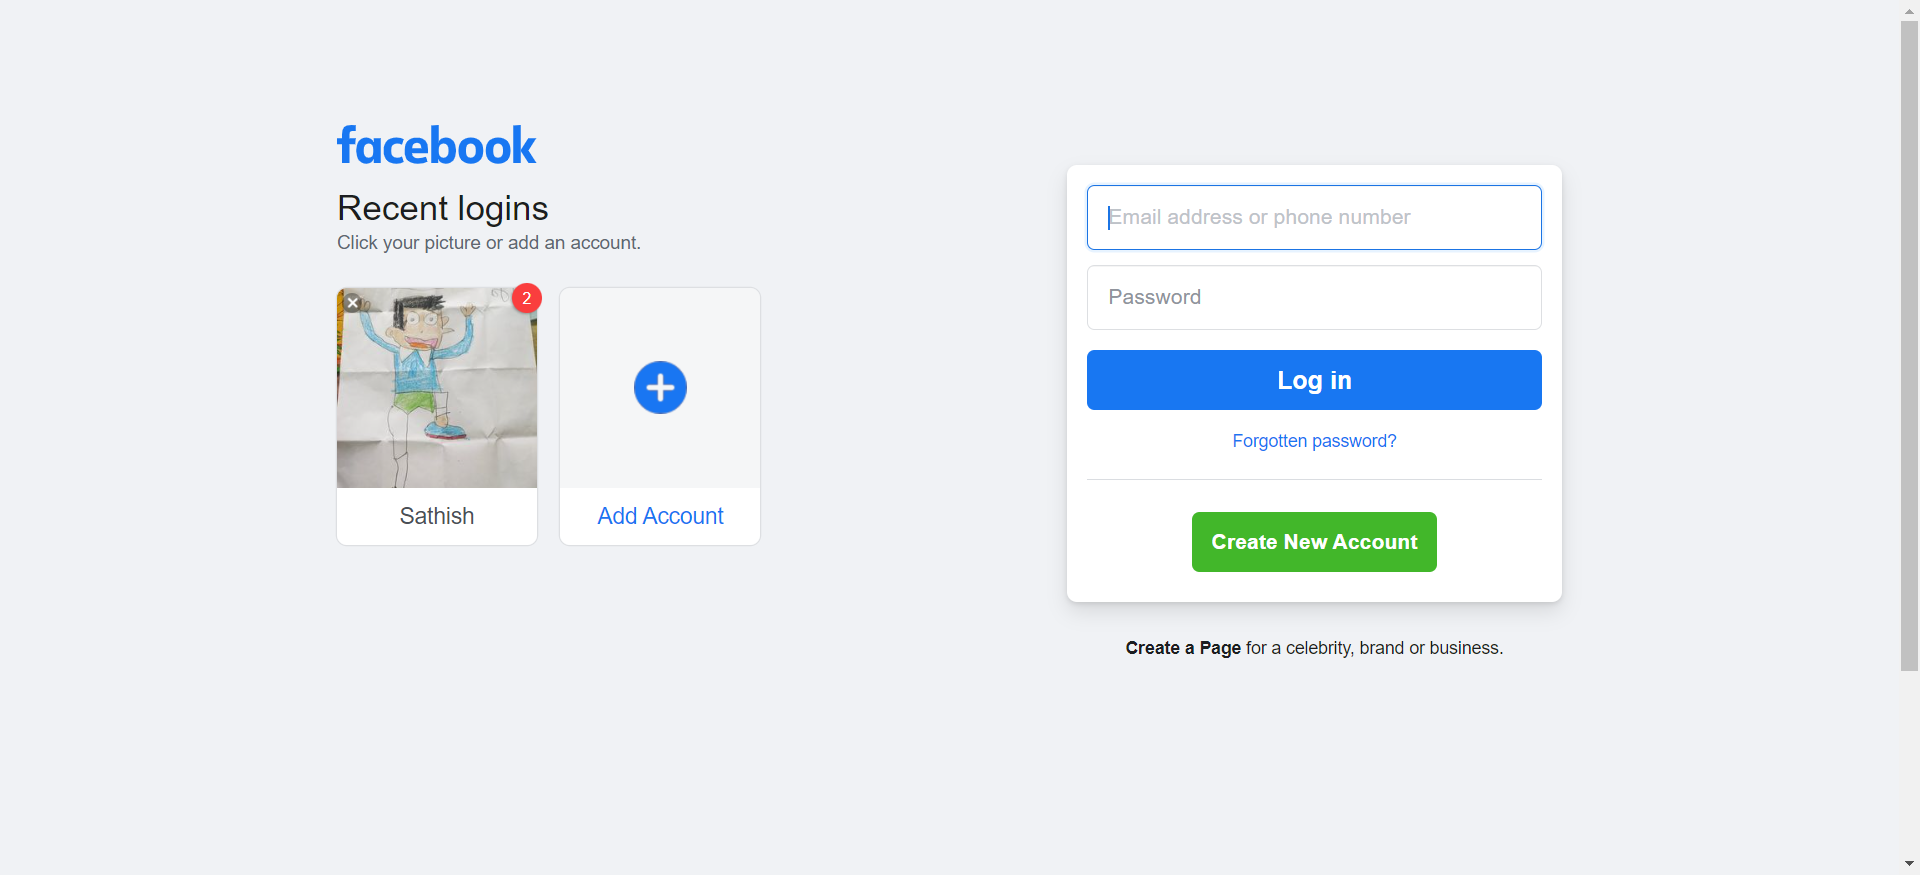 facebook
Recent logins
Click your picture or add an account.
2
Sathish
Add Account
Email address or phone number
Password
Log in
Forgotten password?
Create New Account
Create a Page for a celebrity, brand or business.